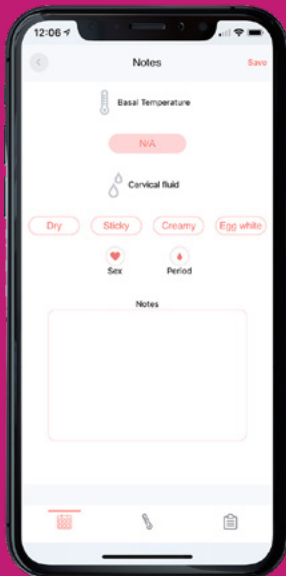 12:06
Notes
Save
Basal Temperature
N/A
Cervical fluid
Dry Sticky Creamy Egg white
Sex Period
Notes